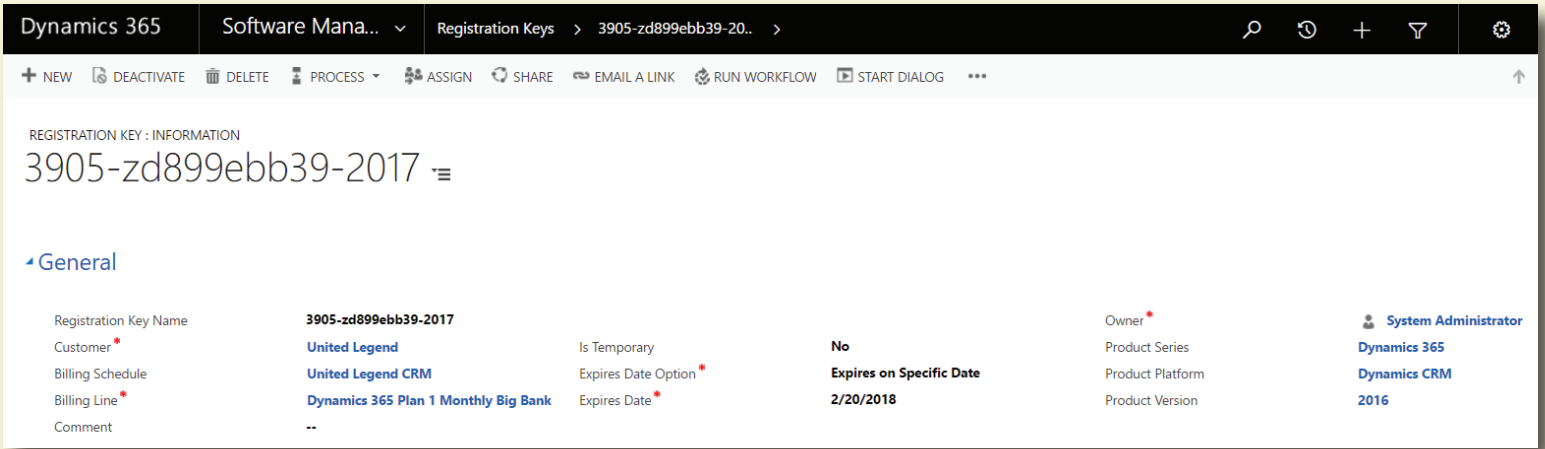 Dynamics 365 Software Mana... Registration Keys > 3905-zd899ebb39-20.. >
NEW DEACTIVATE DELETE PROCESS ASSIGN SHARE EMAIL A LINK RUN WORKFLOW START DIALOG •••
REGISTRATION KEY : INFORMATION
3905-zd899ebb39-2017
General
Registration Key Name 3905-zd899ebb39-2017 Owner* System Administrator
Customer* United Legend Is Temporary No Product Series Dynamics 365
Billing Schedule United Legend CRM Expires Date Option* Expires on Specific Date Product Platform Dynamics CRM
Billing Line* Dynamics 365 Plan 1 Monthly Big Bank Expires Date* 2/20/2018 Product Version 2016
Comment --